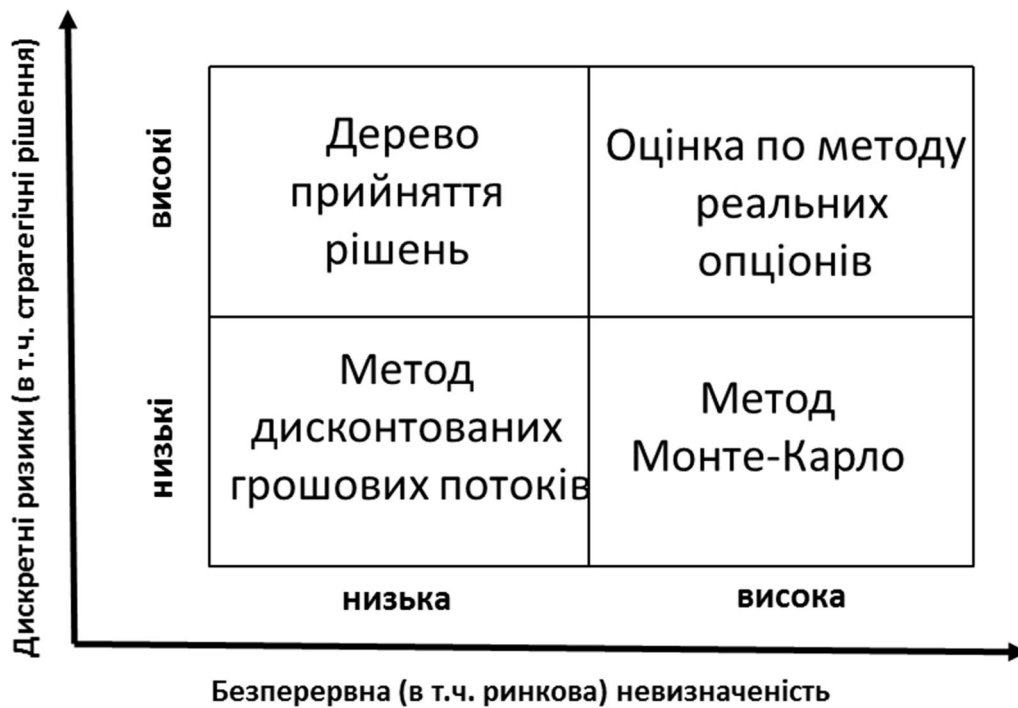 Дискретні ризики (в т.ч. стратегічні рішення)
високі
Дерево
прийняття
рішень
Оцінка по методу
реальних
опціонів
низькі
Метод
дисконтованих
грошових потоків
Метод
Монте-Карло
низька
висока
Безперервна (в т.ч. ринкова) невизначеність